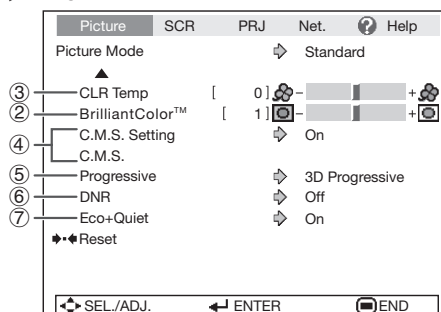 Picture SCR PRJ Net. ? Help
Picture Mode Standard
▲
③ CLR Temp [ 0 ] - +
② BrilliantColor™ [ 1 ] - +
④ C.M.S. Setting On
C.M.S.
⑤ Progressive 3D Progressive
⑥ DNR Off
⑦ Eco+Quiet On
Reset
SEL./ADJ. ENTER END